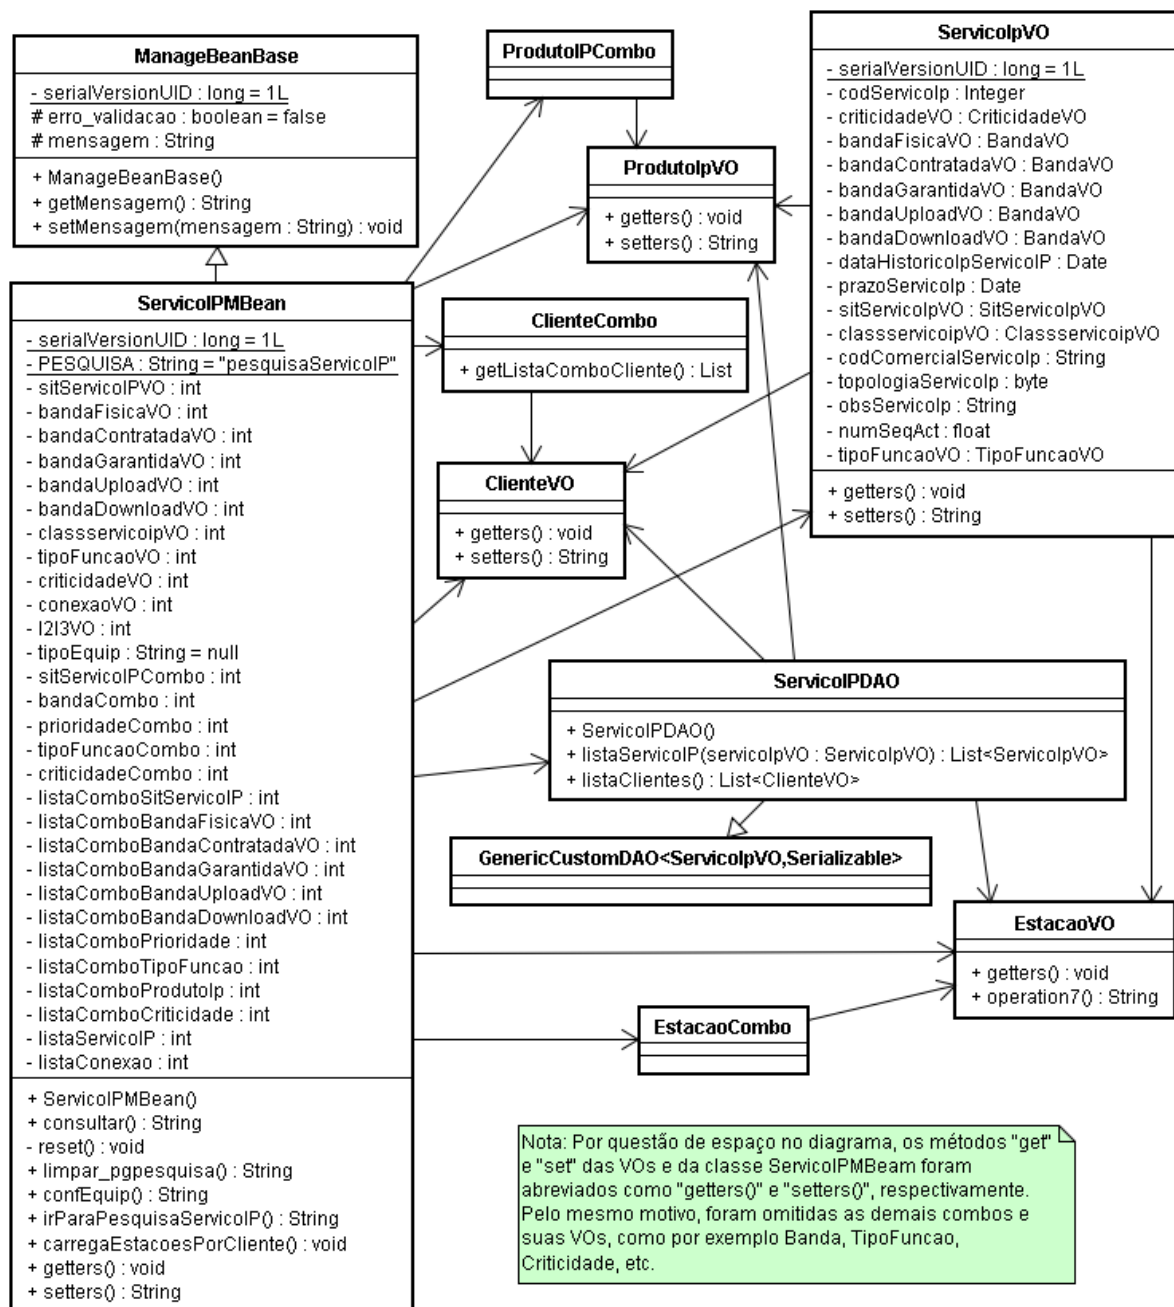 ManageBeanBase
- serialVersionUID : long = 1L
# erro_validacao : boolean = false
# mensagem : String
+ ManageBeanBase()
+ getMensagem() : String
+ setMensagem(mensagem : String) : void
ProdutoIPCombo
ProdutoIpVO
+ getters() : void
+ setters() : String
ServicoIpVO
- serialVersionUID : long = 1L
- codServicoIp : Integer
- criticidadeVO : CriticidadeVO
- bandaFisicaVO : BandaVO
- bandaContratadaVO : BandaVO
- bandaGarantidaVO : BandaVO
- bandaUploadVO : BandaVO
- bandaDownloadVO : BandaVO
- dataHistoricoIpServicoIP : Date
- prazoServicoIp : Date
- sitServicoIpVO : SitServicoIpVO
- classservicoipVO : ClassservicoipVO
- codComercialServicoIp : String
- topologiaServicoIp : byte
- obsServicoIp : String
- numSeqAct : float
- tipoFuncaoVO : TipoFuncaoVO
+ getters() : void
+ setters() : String
ServicoIPMBean
- serialVersionUID : long = 1L
- PESQUISA : String = "pesquisaServicoIP"
- sitServicoIPVO : int
- bandaFisicaVO : int
- bandaContratadaVO : int
- bandaGarantidaVO : int
- bandaUploadVO : int
- bandaDownloadVO : int
- classservicoipVO : int
- tipoFuncaoVO : int
- criticidadeVO : int
- conexaoVO : int
- l2l3VO : int
- tipoEquip : String = null
- sitServicoIPCombo : int
- bandaCombo : int
- prioridadeCombo : int
- tipoFuncaoCombo : int
- criticidadeCombo : int
- listaComboSitServicoIP : int
- listaComboBandaFisicaVO : int
- listaComboBandaContratadaVO : int
- listaComboBandaGarantidaVO : int
- listaComboBandaUploadVO : int
- listaComboBandaDownloadVO : int
- listaComboPrioridade : int
- listaComboTipoFuncao : int
- listaComboProdutoIp : int
- listaComboCriticidade : int
- listaServicoIP : int
- listaConexao : int
+ ServicoIPMBean()
+ consultar() : String
- reset() : void
+ limpar_pgpesquisa() : String
+ confEquip() : String
+ irParaPesquisaServicoIP() : String
+ carregaEstacoesPorCliente() : void
+ getters() : void
+ setters() : String
ClienteCombo
+ getListaComboCliente() : List
ClienteVO
+ getters() : void
+ setters() : String
ServicoIPDAO
+ ServicoIPDAO()
+ listaServicoIP(servicoIpVO : ServicoIpVO) : List<ServicoIpVO>
+ listaClientes() : List<ClienteVO>
GenericCustomDAO<ServicoIpVO,Serializable>
EstacaoVO
+ getters() : void
+ operation7() : String
EstacaoCombo
Nota: Por questão de espaço no diagrama, os métodos "get"
e "set" das VOs e da classe ServicoIPMBeam foram
abreviados como "getters()" e "setters()", respectivamente.
Pelo mesmo motivo, foram omitidas as demais combos e
suas VOs, como por exemplo Banda, TipoFuncao,
Criticidade, etc.